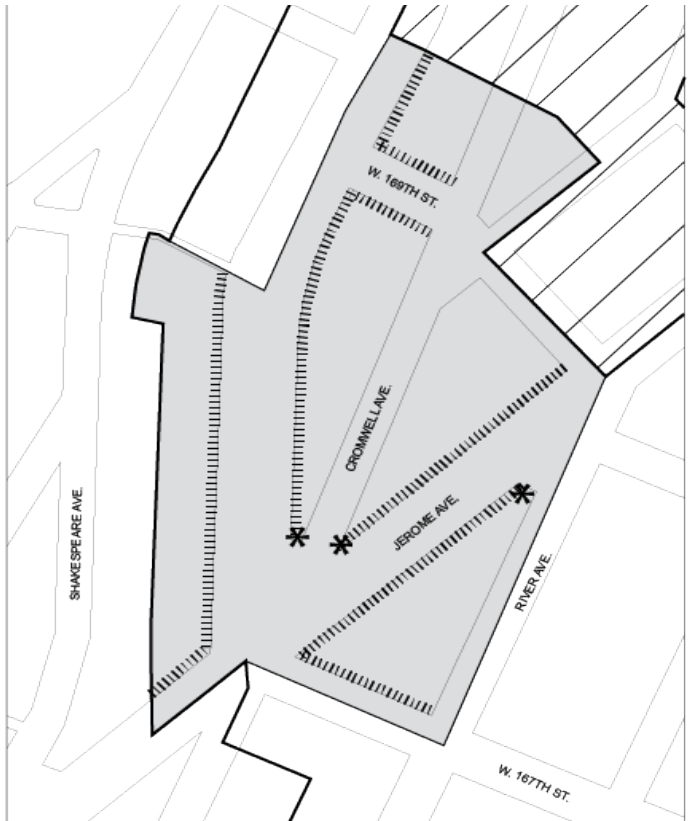 W. 169TH ST.
CROMWELL AVE.
JEROME AVE.
SHAKESPEARE AVE.
RIVER AVE.
W. 167TH ST.